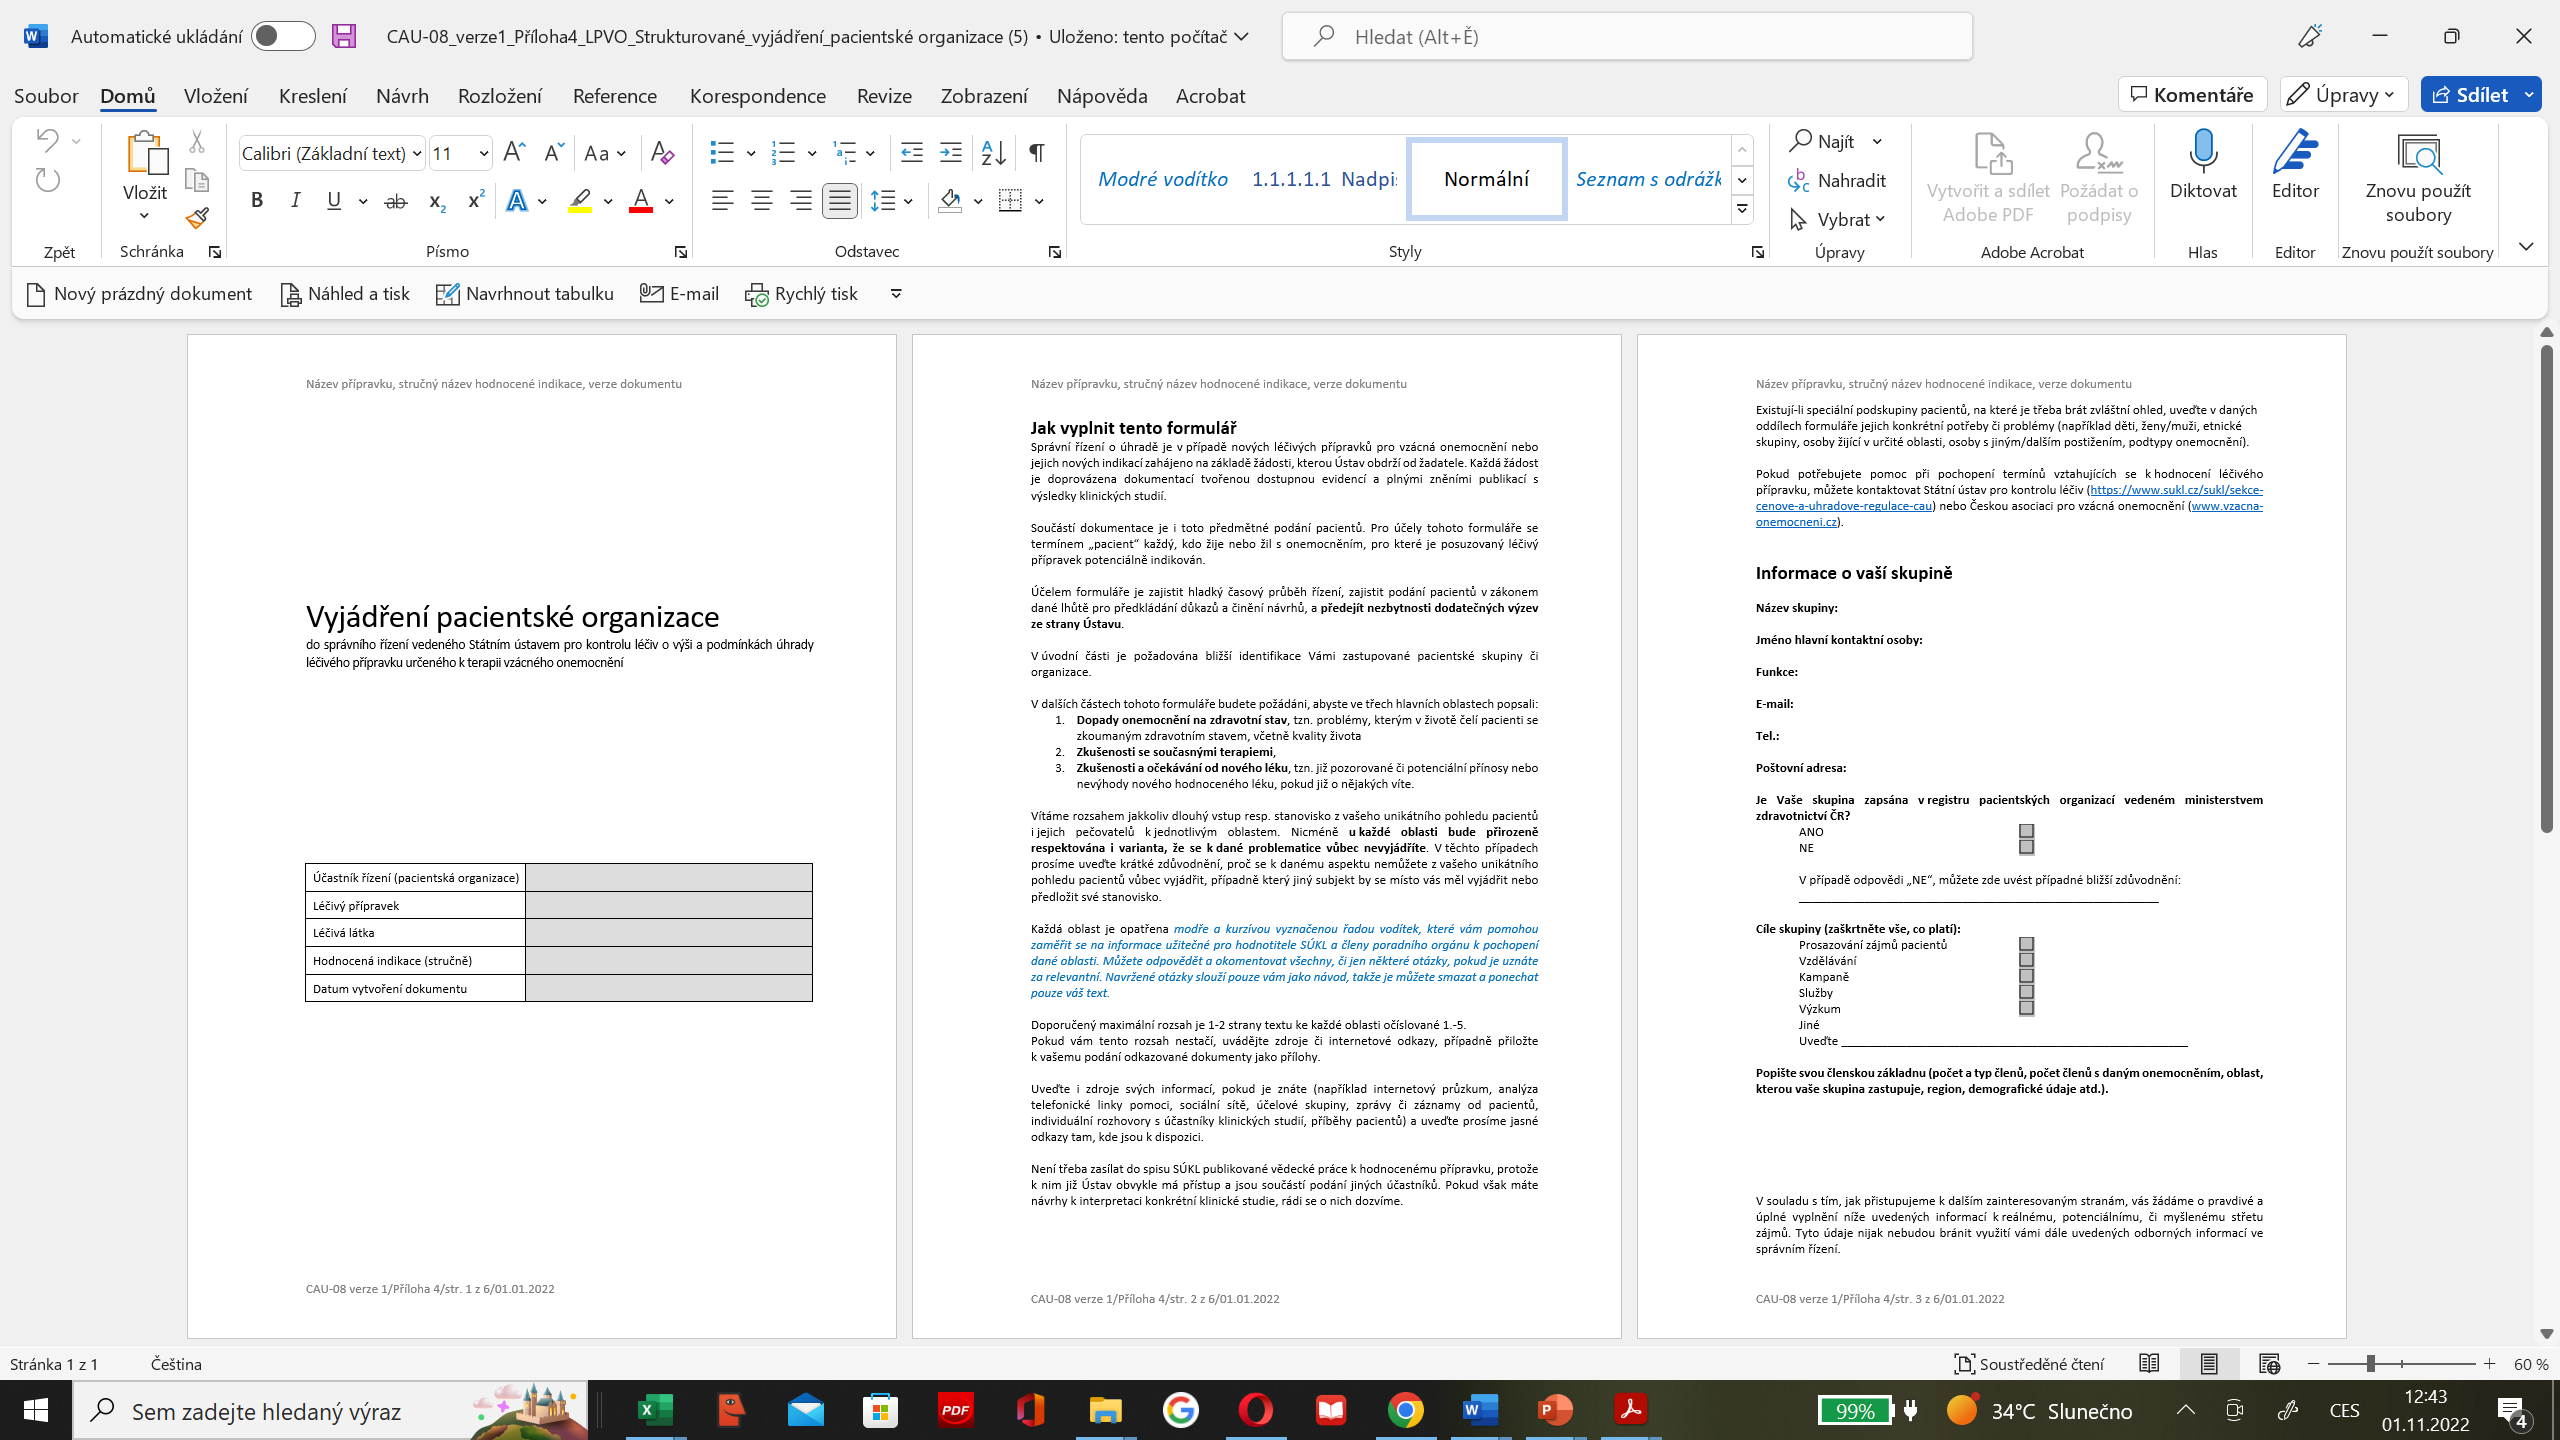 Automatické ukládání
CAU-08_verze1_Příloha4_LPVO_Strukturované_vyjádření_pacientské organizace (5) • Uloženo: tento počítač
Hledat (Alt+Ě)
Soubor Domů Vložení Kreslení Návrh Rozložení Reference Korespondence Revize Zobrazení Nápověda Acrobat
Komentáře Úpravy Sdílet
Vložit
Calibri (Základní text) 11
Modré vodítko 1.1.1.1.1 Nadpis Normální Seznam s odrážk
Najít
Nahradit
Vybrat
Vytvořit a sdílet
Adobe PDF
Požádat o
podpisy
Diktovat
Editor
Znovu použít
soubory
Zpět Schránka Písmo Odstavec Styly Úpravy Adobe Acrobat Hlas Editor Znovu použít soubory
Nový prázdný dokument Náhled a tisk Navrhnout tabulku E-mail Rychlý tisk
Název přípravku, stručný název hodnocené indikace, verze dokumentu
Vyjádření pacientské organizace
do správního řízení vedeného Státním ústavem pro kontrolu léčiv o výši a podmínkách úhrady
léčivého přípravku určeného k terapii vzácného onemocnění
Účastník řízení (pacientská organizace)
Léčivý přípravek
Léčivá látka
Hodnocená indikace (stručně)
Datum vytvoření dokumentu
CAU-08 verze 1/Příloha 4/str. 1 z 6/01.01.2022
Název přípravku, stručný název hodnocené indikace, verze dokumentu
Jak vyplnit tento formulář
Správní řízení o úhradě je v případě nových léčivých přípravků pro vzácná onemocnění nebo
jejich nových indikací zahájeno na základě žádosti, kterou Ústav obdrží od žadatele. Každá žádost
je doprovázena dokumentací tvořenou dostupnou evidencí a plnými zněními publikací s
výsledky klinických studií.
Součástí dokumentace je i toto předmětné podání pacientů. Pro účely tohoto formuláře se
termínem „pacient“ každý, kdo žije nebo žil s onemocněním, pro které je posuzovaný léčivý
přípravek potenciálně indikován.
Účelem formuláře je zajistit hladký časový průběh řízení, zajistit podání pacientů v zákonem
dané lhůtě pro předkládání důkazů a činění návrhů, a předejít nezbytnosti dodatečných výzev
ze strany Ústavu.
V úvodní části je požadována bližší identifikace Vámi zastupované pacientské skupiny či
organizace.
V dalších částech tohoto formuláře budete požádáni, abyste ve třech hlavních oblastech popsali:
1. Dopady onemocnění na zdravotní stav, tzn. problémy, kterým v životě čelí pacienti se
zkoumaným zdravotním stavem, včetně kvality života
2. Zkušenosti se současnými terapiemi,
3. Zkušenosti a očekávání od nového léku, tzn. již pozorované či potenciální přínosy nebo
nevýhody nového hodnoceného léku, pokud již o nějakých víte.
Vítáme rozsahem jakkoliv dlouhý vstup resp. stanovisko z vašeho unikátního pohledu pacientů
i jejich pečovatelů k jednotlivým oblastem. Nicméně u každé oblasti bude přirozeně
respektována i varianta, že se k dané problematice vůbec nevyjádříte. V těchto případech
prosíme uveďte krátké zdůvodnění, proč se k danému aspektu nemůžete z vašeho unikátního
pohledu pacientů vůbec vyjádřit, případně který jiný subjekt by se místo vás měl vyjádřit nebo
předložit své stanovisko.
Každá oblast je opatřena modře a kurzívou vyznačenou řadou vodítek, které vám pomohou
zaměřit se na informace užitečné pro hodnotitele SÚKL a členy poradního orgánu k pochopení
dané oblasti. Můžete odpovědět a okomentovat všechny, či jen některé otázky, pokud je uznáte
za relevantní. Navržené otázky slouží pouze vám jako návod, takže je můžete smazat a ponechat
pouze váš text.
Doporučený maximální rozsah je 1-2 strany textu ke každé oblasti očíslované 1.-5.
Pokud vám tento rozsah nestačí, uvádějte zdroje či internetové odkazy, případně přiložte
k vašemu podání odkazované dokumenty jako přílohy.
Uveďte i zdroje svých informací, pokud je znáte (například internetový průzkum, analýza
telefonické linky pomoci, sociální sítě, účelové skupiny, zprávy či záznamy od pacientů,
individuální rozhovory s účastníky klinických studií, příběhy pacientů) a uveďte prosíme jasné
odkazy tam, kde jsou k dispozici.
Není třeba zasílat do spisu SÚKL publikované vědecké práce k hodnocenému přípravku, protože
k nim již Ústav obvykle má přístup a jsou součástí podání jiných účastníků. Pokud však máte
návrhy k interpretaci konkrétní klinické studie, rádi se o nich dozvíme.
CAU-08 verze 1/Příloha 4/str. 2 z 6/01.01.2022
Název přípravku, stručný název hodnocené indikace, verze dokumentu
Existují-li speciální podskupiny pacientů, na které je třeba brát zvláštní ohled, uveďte v daných
oddílech formuláře jejich konkrétní potřeby či problémy (například děti, ženy/muži, etnické
skupiny, osoby žijící v určité oblasti, osoby s jiným/dalším postižením, podtypy onemocnění).
Pokud potřebujete pomoc při pochopení termínů vztahujících se k hodnocení léčivého
přípravku, můžete kontaktovat Státní ústav pro kontrolu léčiv (https://www.sukl.cz/sukl/sekce-
cenove-a-uhradove-regulace-cau) nebo Českou asociaci pro vzácná onemocnění (www.vzacna-
onemocneni.cz).
Informace o vaší skupině
Název skupiny:
Jméno hlavní kontaktní osoby:
Funkce:
E-mail:
Tel.:
Poštovní adresa:
Je Vaše skupina zapsána v registru pacientských organizací vedeném ministerstvem
zdravotnictví ČR?
ANO
NE
V případě odpovědi „NE“, můžete zde uvést případné bližší zdůvodnění:
Cíle skupiny (zaškrtněte vše, co platí):
Prosazování zájmů pacientů
Vzdělávání
Kampaně
Služby
Výzkum
Jiné
Uveďte
Popište svou členskou základnu (počet a typ členů, počet členů s daným onemocněním, oblast,
kterou vaše skupina zastupuje, region, demografické údaje atd.).
V souladu s tím, jak přistupujeme k dalším zainteresovaným stranám, vás žádáme o pravdivé a
úplné vyplnění níže uvedených informací k reálnému, potenciálnímu, či myšlenému střetu
zájmů. Tyto údaje nijak nebudou bránit využití vámi dále uvedených odborných informací ve
správním řízení.
CAU-08 verze 1/Příloha 4/str. 3 z 6/01.01.2022
Stránka 1 z 1 Čeština
Soustředěné čtení 60 %
Sem zadejte hledaný výraz
PDF
99% 34°C Slunečno CES
12:43
01.11.2022
4